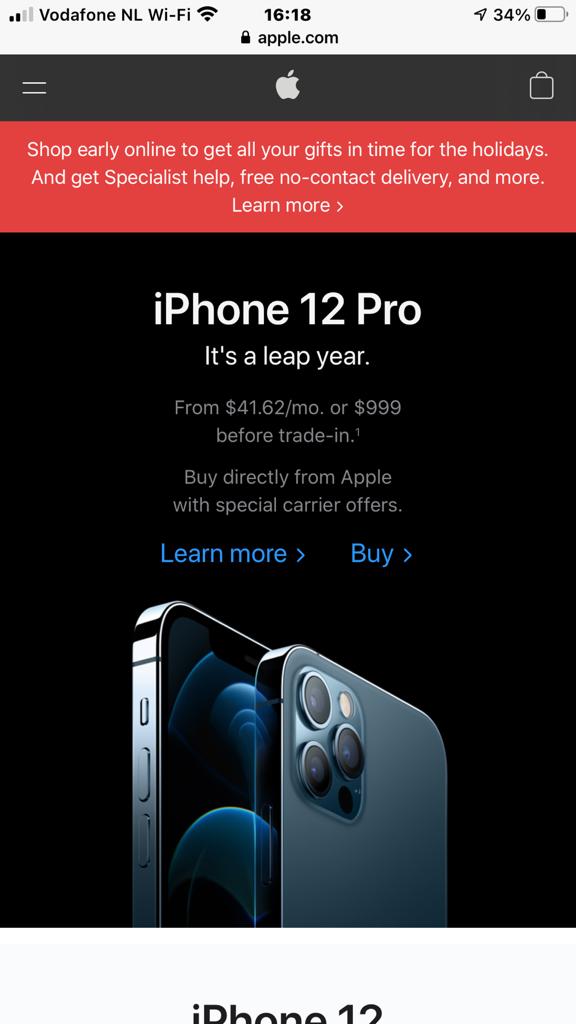 Vodafone NL Wi-Fi 16:18 34%
apple.com
Shop early online to get all your gifts in time for the holidays.
And get Specialist help, free no-contact delivery, and more.
Learn more >
iPhone 12 Pro
It's a leap year.
From $41.62/mo. or $999
before trade-in.¹
Buy directly from Apple
with special carrier offers.
Learn more > Buy >
iPhone 12